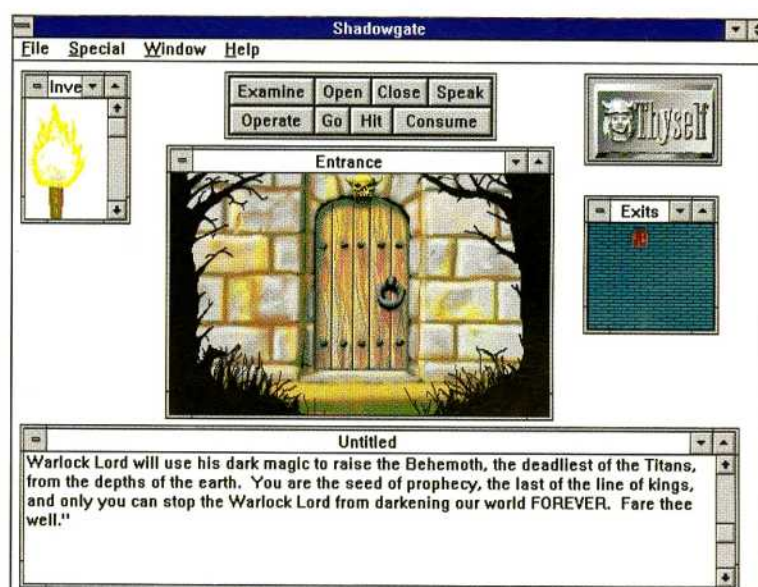 Shadowgate
File Special Window Help
Inve
Examine Open Close Speak
Operate Go Hit Consume
Thyself
Entrance
Exits
Untitled
Warlock Lord will use his dark magic to raise the Behemoth, the deadliest of the Titans,
from the depths of the earth. You are the seed of prophecy, the last of the line of kings,
and only you can stop the Warlock Lord from darkening our world FOREVER. Fare thee
well."